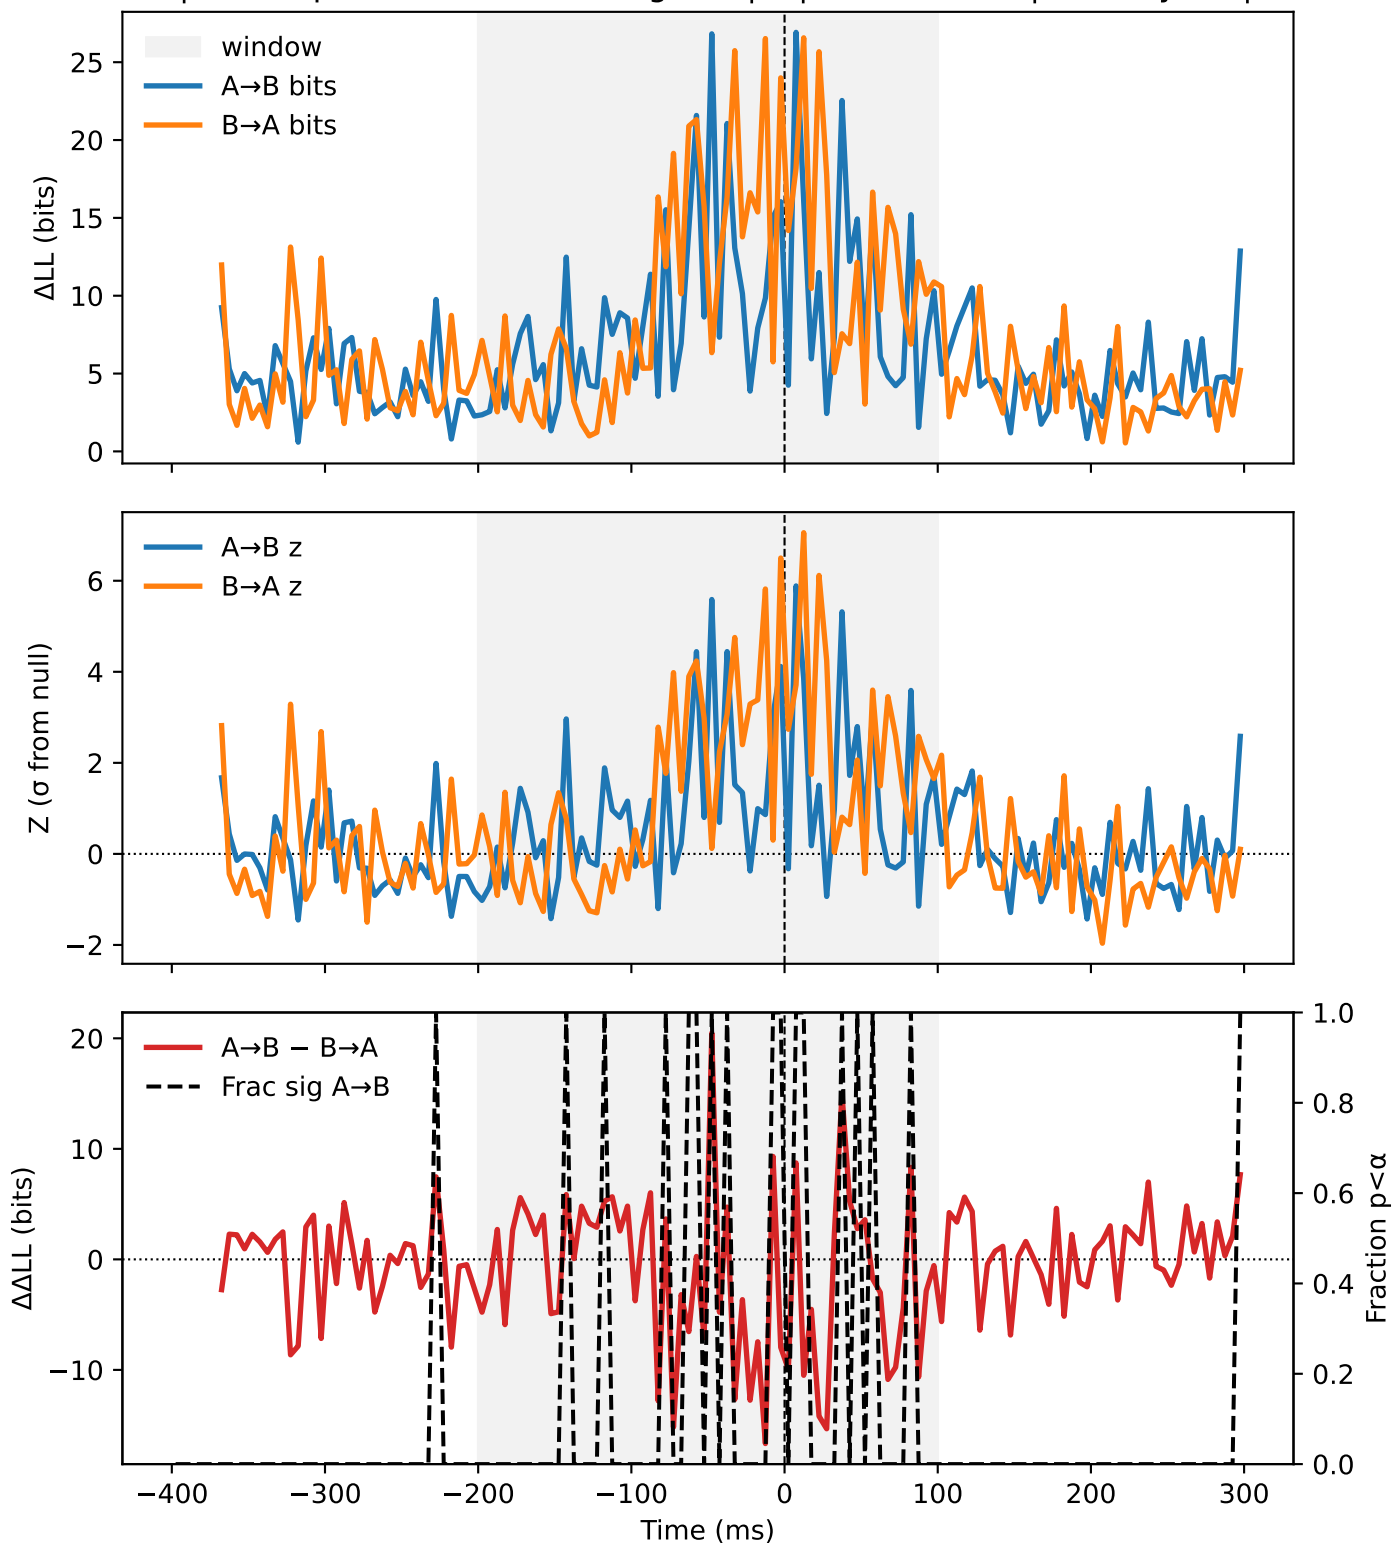 window
A→B bits
B→A bits
ΔLL (bits)
25
20
15
10
5
0
A→B z
B→A z
Z (σ from null)
6
4
2
0
−2
A→B − B→A
Frac sig A→B
ΔΔLL (bits)
20
10
0
−10
1.0
0.8
0.6
0.4
0.2
0.0
Fraction p<α
−400 −300 −200 −100 0 100 200 300
Time (ms)